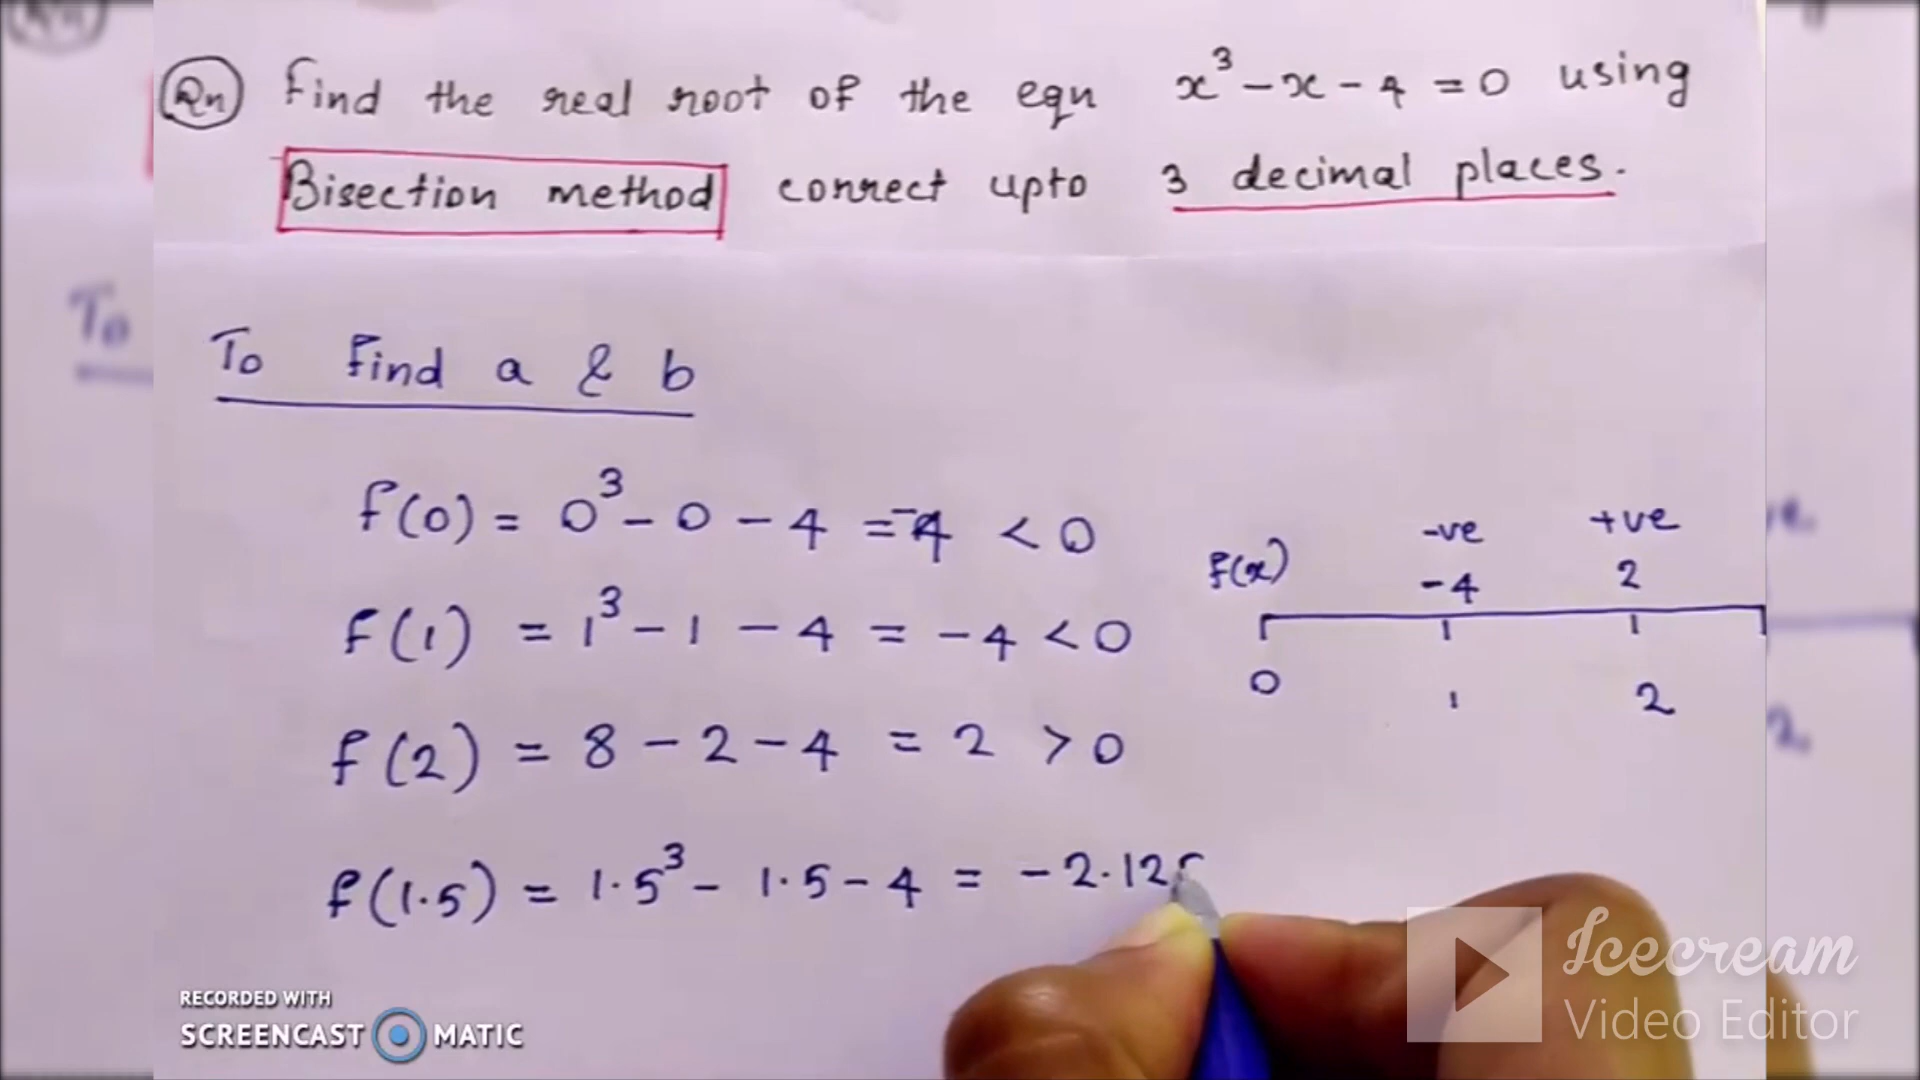 Qn Find the real root of the eqn x³ - x - 4 = 0 using
Bisection method correct upto 3 decimal places.
To Find a & b
f(0) = 0³ - 0 - 4 = -4 < 0
f(1) = 1³ - 1 - 4 = -4 < 0
f(2) = 8 - 2 - 4 = 2 > 0
f(1.5) = 1.5³ - 1.5 - 4 = -2.125
-ve +ve
f(x) -4 2
0 1 2
RECORDED WITH
SCREENCAST MATIC
Icecream
Video Editor